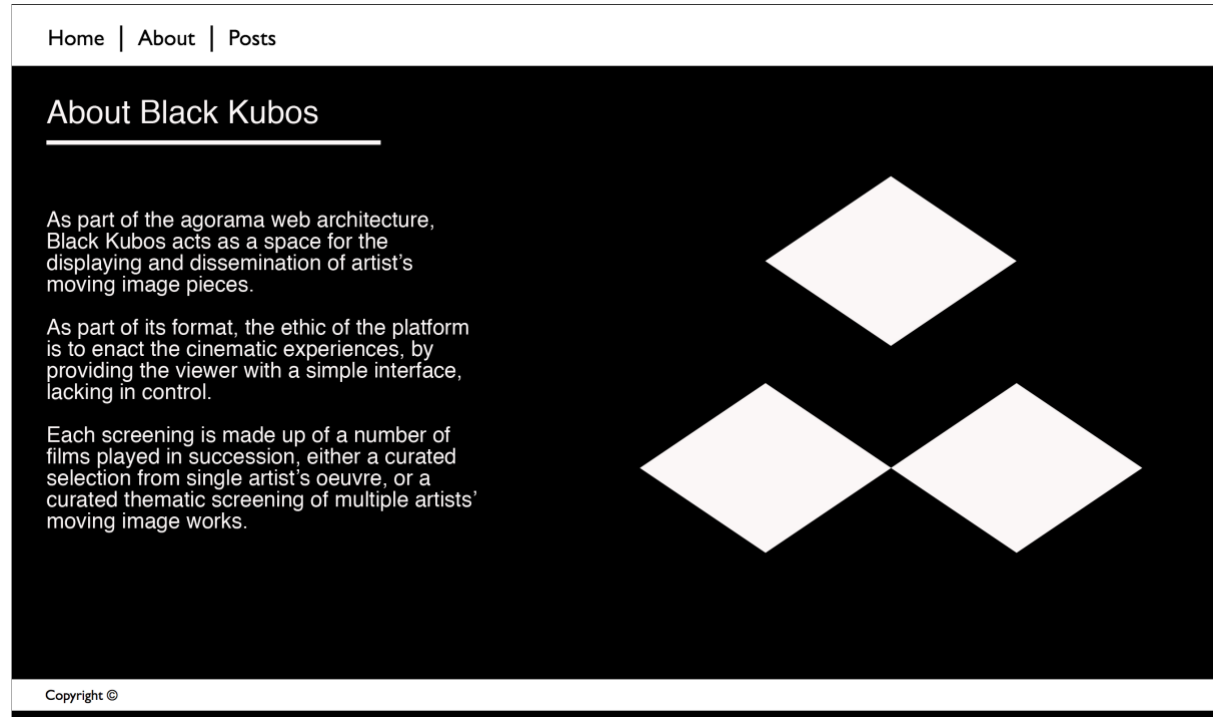 Home | About | Posts
About Black Kubos
As part of the agorama web architecture,
Black Kubos acts as a space for the
displaying and dissemination of artist’s
moving image pieces.
As part of its format, the ethic of the platform
is to enact the cinematic experiences, by
providing the viewer with a simple interface,
lacking in control.
Each screening is made up of a number of
films played in succession, either a curated
selection from single artist’s oeuvre, or a
curated thematic screening of multiple artists’
moving image works.
Copyright ©